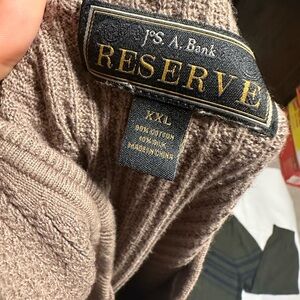 JoS. A. Bank
RESERVE
XXL
90% COTTON
10% SILK
MADE IN CHINA